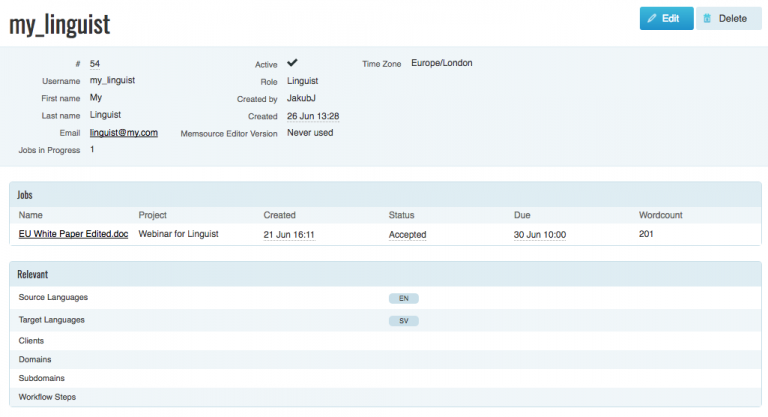 my_linguist
Edit Delete
# 54 Active Time Zone Europe/London
Username my_linguist Role Linguist
First name My Created by JakubJ
Last name Linguist Created 26 Jun 13:28
Email linguist@my.com Memsource Editor Version Never used
Jobs in Progress 1
Jobs
Name Project Created Status Due Wordcount
EU White Paper Edited.doc Webinar for Linguist 21 Jun 16:11 Accepted 30 Jun 10:00 201
Relevant
Source Languages EN
Target Languages SV
Clients
Domains
Subdomains
Workflow Steps